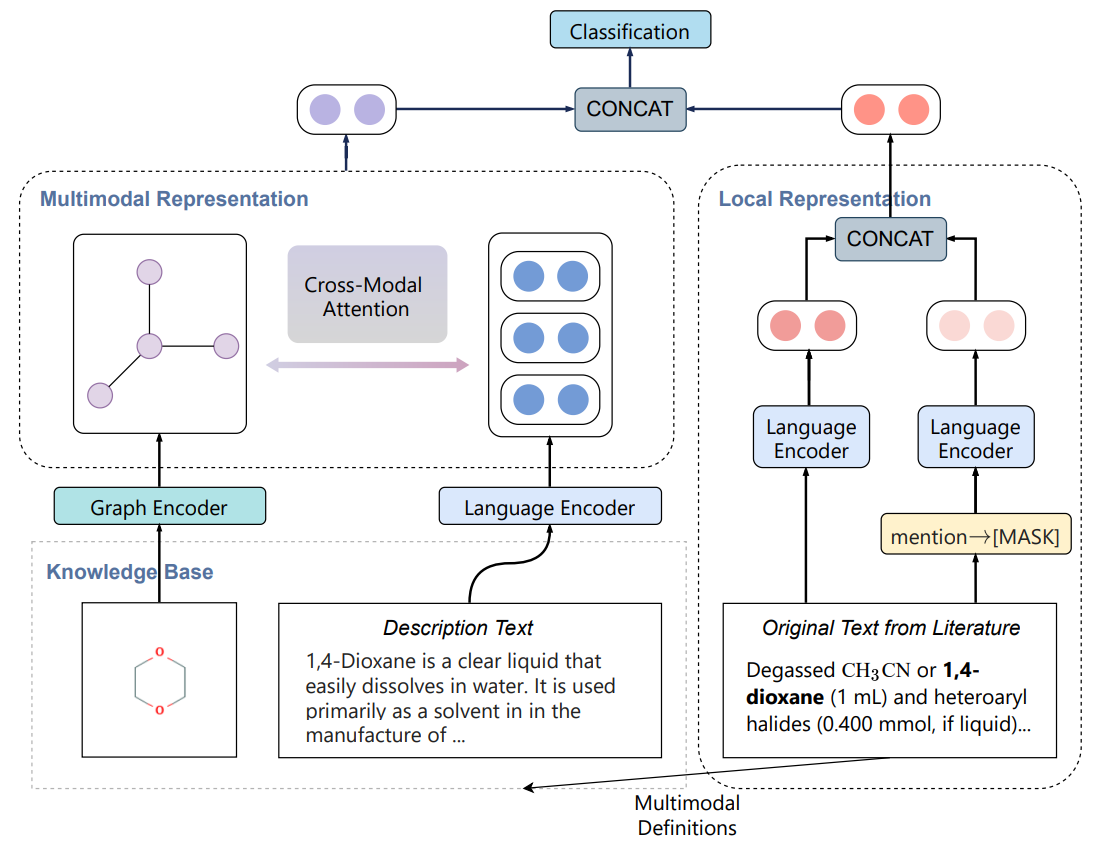 Classification
CONCAT
Multimodal Representation
Cross-Modal
Attention
Local Representation
CONCAT
Language
Encoder
Language
Encoder
mention→[MASK]
Graph Encoder
Language Encoder
Knowledge Base
O
O
Description Text
1,4-Dioxane is a clear liquid that
easily dissolves in water. It is used
primarily as a solvent in in the
manufacture of ...
Original Text from Literature
Degassed CH₃CN or 1,4-
dioxane (1 mL) and heteroaryl
halides (0.400 mmol, if liquid)...
Multimodal
Definitions